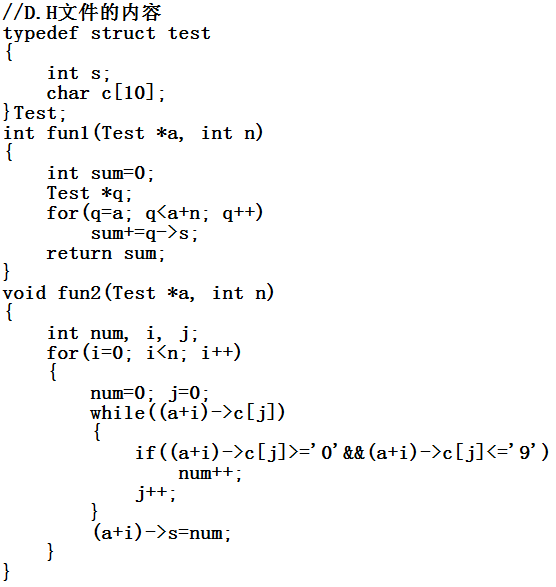 //D.H文件的内容
typedef struct test
{
    int s;
    char c[10];
}Test;
int fun1(Test *a, int n)
{
    int sum=0;
    Test *q;
    for(q=a; q<a+n; q++)
        sum+=q->s;
    return sum;
}
void fun2(Test *a, int n)
{
    int num, i, j;
    for(i=0; i<n; i++)
    {
        num=0; j=0;
        while((a+i)->c[j])
        {
            if((a+i)->c[j]>='0'&&(a+i)->c[j]<='9')
                num++;
            j++;
        }
        (a+i)->s=num;
    }
}